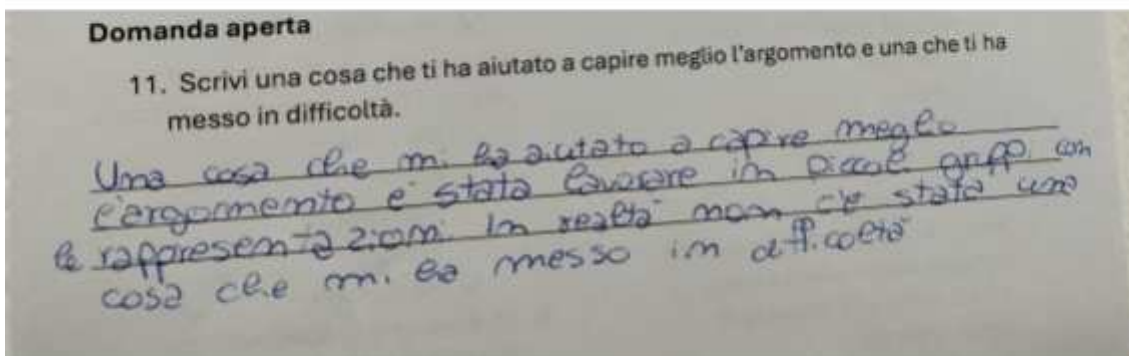 Domanda aperta
11. Scrivi una cosa che ti ha aiutato a capire meglio l'argomento e una che ti ha
messo in difficoltà.
Una cosa che mi ha aiutato a capire meglio
l'argomento è stata lavorare in piccoli gruppi con
le rappresentazioni. In realtà non c'è stata una
cosa che mi ha messo in difficoltà